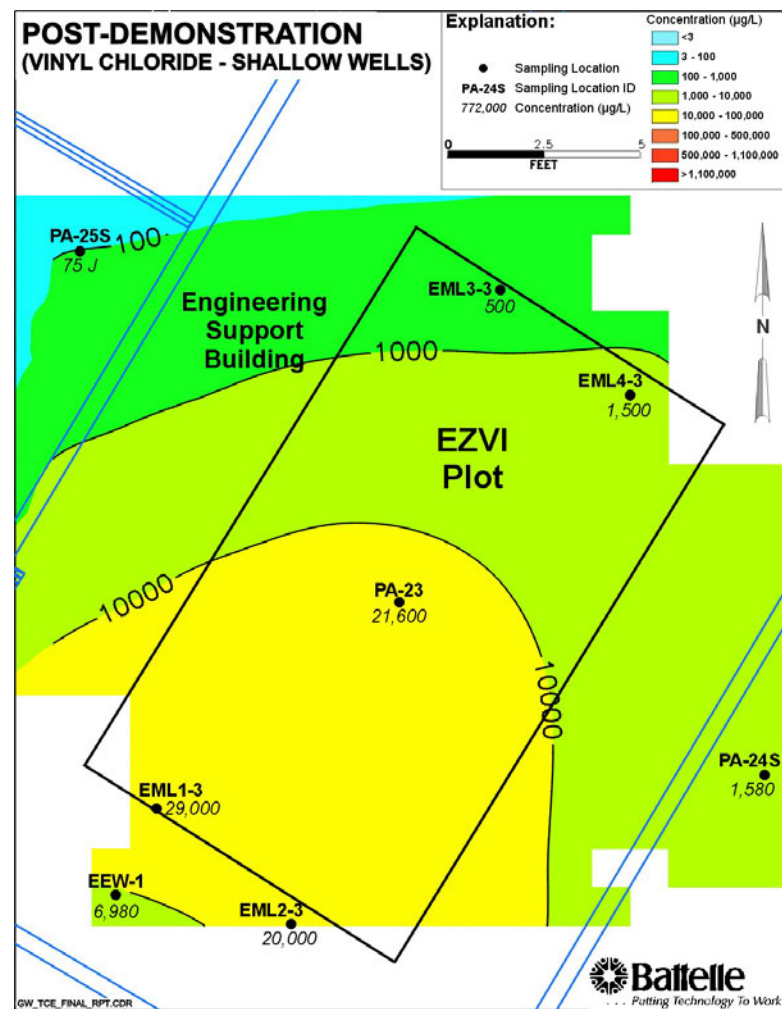 POST-DEMONSTRATION
(VINYL CHLORIDE - SHALLOW WELLS)
Explanation:
Sampling Location
PA-24S Sampling Location ID
772,000 Concentration (µg/L)
0 2.5 5
FEET
Concentration (µg/L)
<3
3 - 100
100 - 1,000
1,000 - 10,000
10,000 - 100,000
100,000 - 500,000
500,000 - 1,100,000
>1,100,000
PA-25S
75 J
100
EML3-3
500
Engineering
Support
Building
N
1000
EML4-3
1,500
EZVI
Plot
10000
PA-23
21,600
10000
PA-24S
1,580
EML1-3
29,000
EEW-1
6,980
EML2-3
20,000
Battelle
. . . Putting Technology To Work
GW_TCE_FINAL_RPT.CDR